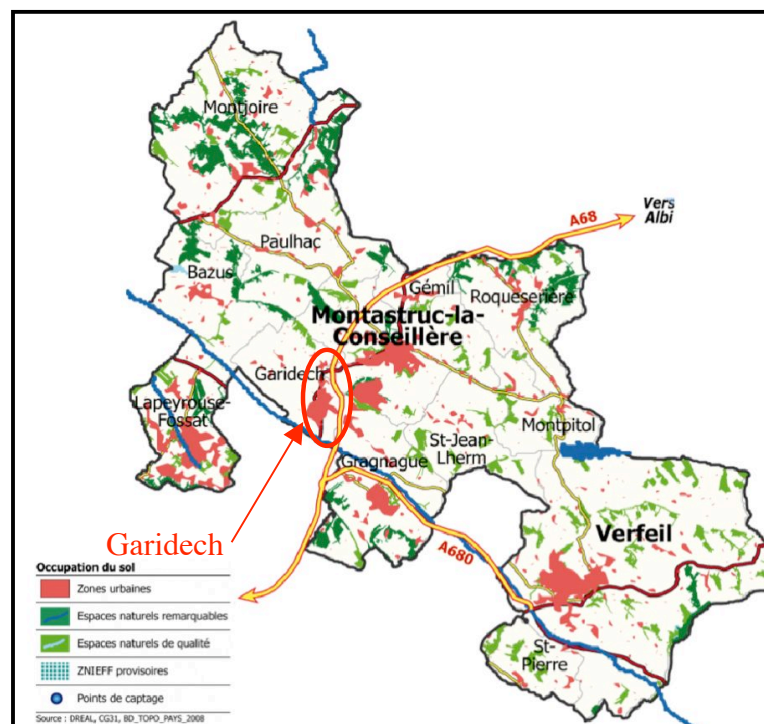 Montjoire
Vers
Albi
A68
Paulhac
Bazus
Gémil
Roqueserière
Montastruc-la-
Conseillère
Garidech
Lapeyrouse-
Fossat
Montpitol
St-Jean-
Lherm
Gragnague
Garidech
Verfeil
A680
St-
Pierre
Occupation du sol
Zones urbaines
Espaces naturels remarquables
Espaces naturels de qualité
ZNIEFF provisoires
Points de captage
Source : DREAL, CG31, BD_TOPO_PAYS_2008